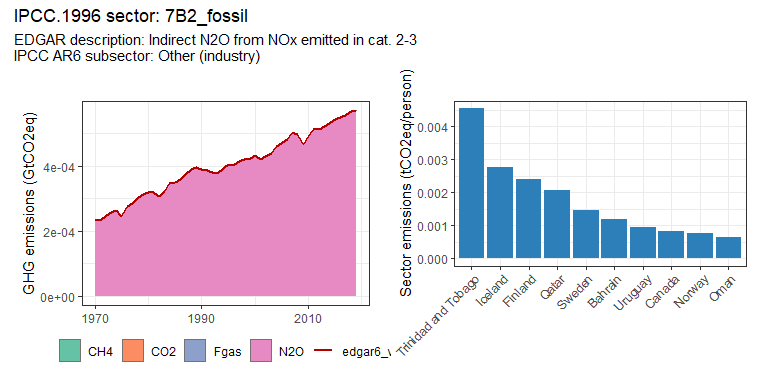 IPCC.1996 sector: 7B2_fossil
EDGAR description: Indirect N2O from NOx emitted in cat. 2-3
IPCC AR6 subsector: Other (industry)
GHG emissions (GtCO2eq)
4e-04
2e-04
0e+00
1970
1990
2010
CH4
CO2
Fgas
N2O
edgar6_v
Sector emissions (tCO2eq/person)
0.004
0.003
0.002
0.001
0.000
Trinidad and Tobago
Iceland
Finland
Qatar
Sweden
Bahrain
Uruguay
Canada
Norway
Oman